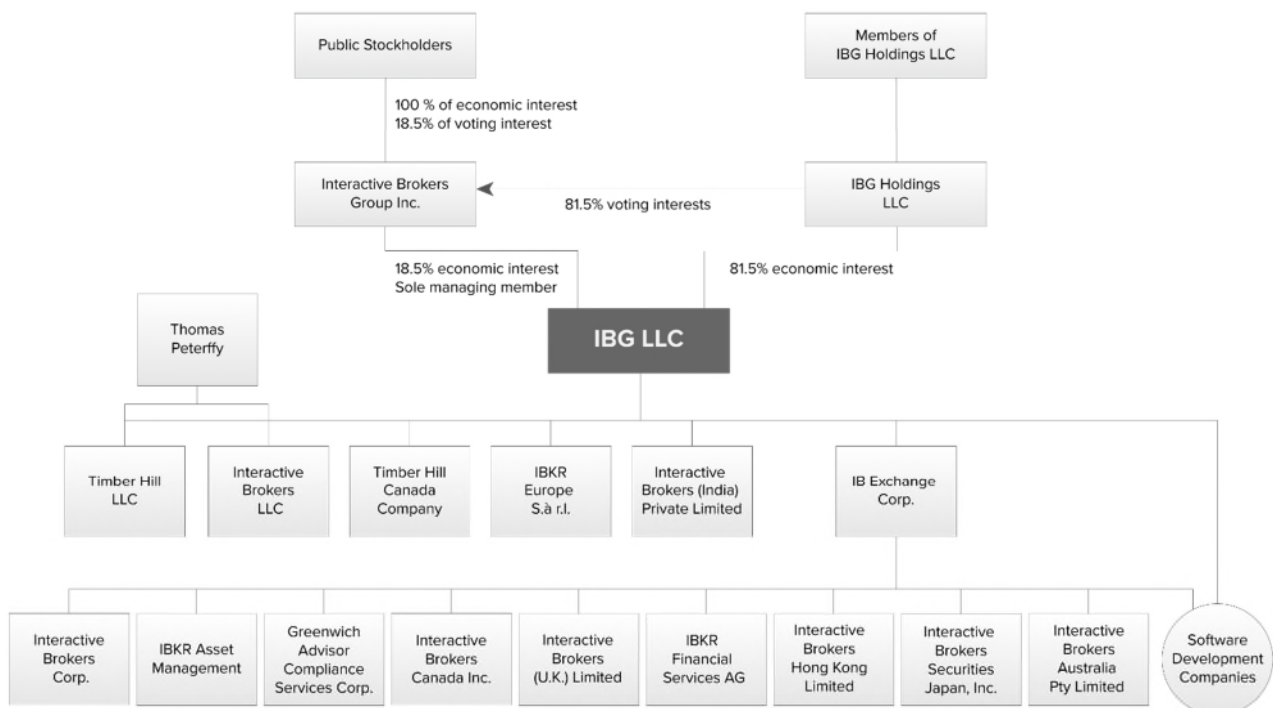 Public Stockholders
Members of
IBG Holdings LLC
100 % of economic interest
18.5% of voting interest
Interactive Brokers
Group Inc.
81.5% voting interests
IBG Holdings
LLC
18.5% economic interest
Sole managing member
81.5% economic interest
Thomas
Peterffy
IBG LLC
Timber Hill
LLC
Interactive
Brokers
LLC
Timber Hill
Canada
Company
IBKR
Europe
S.à r.l.
Interactive
Brokers (India)
Private Limited
IB Exchange
Corp.
Interactive
Brokers
Corp.
IBKR Asset
Management
Greenwich
Advisor
Compliance
Services Corp.
Interactive
Brokers
Canada Inc.
Interactive
Brokers
(U.K.) Limited
IBKR
Financial
Services AG
Interactive
Brokers
Hong Kong
Limited
Interactive
Brokers
Securities
Japan, Inc.
Interactive
Brokers
Australia
Pty Limited
Software
Development
Companies